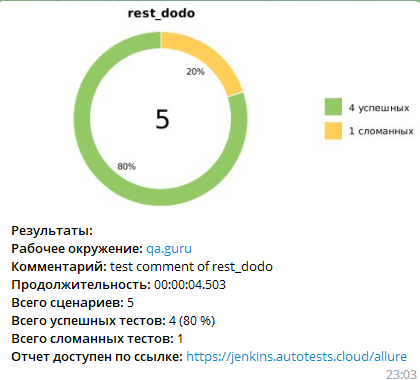 rest_dodo
20%
5
80%
4 успешных
1 сломанных
Результаты:
Рабочее окружение: qa.guru
Комментарий: test comment of rest_dodo
Продолжительность: 00:00:04.503
Всего сценариев: 5
Всего успешных тестов: 4 (80 %)
Всего сломанных тестов: 1
Отчет доступен по ссылке: https://jenkins.autotests.cloud/allure
23:03